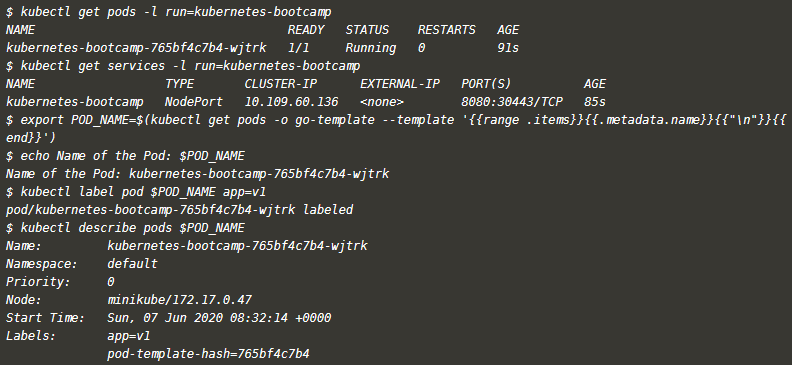 $ kubectl get pods -l run=kubernetes-bootcamp
NAME                                   READY   STATUS    RESTARTS   AGE
kubernetes-bootcamp-765bf4c7b4-wjtrk   1/1     Running   0          91s
$ kubectl get services -l run=kubernetes-bootcamp
NAME                  TYPE       CLUSTER-IP      EXTERNAL-IP   PORT(S)          AGE
kubernetes-bootcamp   NodePort   10.109.60.136   <none>        8080:30443/TCP   85s
$ export POD_NAME=$(kubectl get pods -o go-template --template '{{range .items}}{{.metadata.name}}{{"\n"}}{{
end}}')
$ echo Name of the Pod: $POD_NAME
Name of the Pod: kubernetes-bootcamp-765bf4c7b4-wjtrk
$ kubectl label pod $POD_NAME app=v1
pod/kubernetes-bootcamp-765bf4c7b4-wjtrk labeled
$ kubectl describe pods $POD_NAME
Name:         kubernetes-bootcamp-765bf4c7b4-wjtrk
Namespace:    default
Priority:     0
Node:         minikube/172.17.0.47
Start Time:   Sun, 07 Jun 2020 08:32:14 +0000
Labels:       app=v1
              pod-template-hash=765bf4c7b4